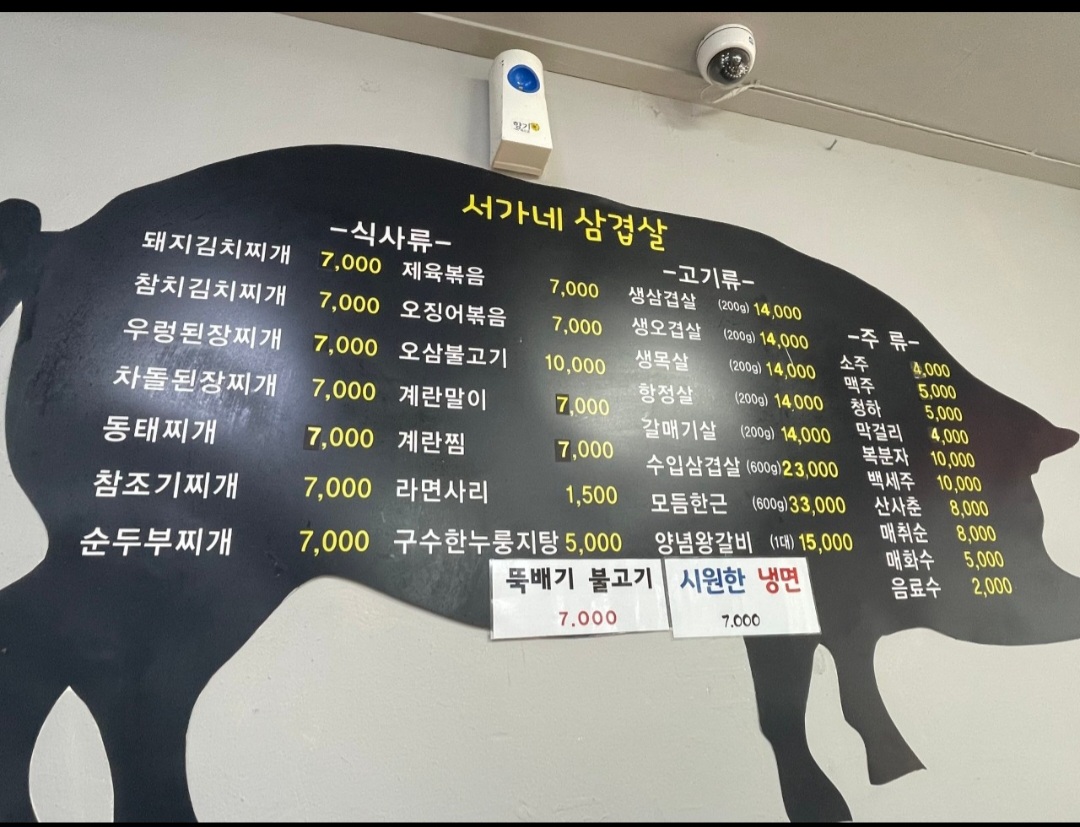 향기
서가네 삼겹살
-식사류-
돼지김치찌개 7,000
참치김치찌개 7,000
우렁된장찌개 7,000
차돌된장찌개 7,000
동태찌개 7,000
참조기찌개 7,000
순두부찌개 7,000
제육볶음 7,000
오징어볶음 7,000
오삼불고기 10,000
계란말이 7,000
계란찜 7,000
라면사리 1,500
구수한누룽지탕 5,000
-고기류-
생삼겹살 (200g) 14,000
생오겹살 (200g) 14,000
생목살 (200g) 14,000
항정살 (200g) 14,000
갈매기살 (200g) 14,000
수입삼겹살 (600g) 23,000
모듬한근 (600g) 33,000
양념왕갈비 (1대) 15,000
-주 류-
소주 4,000
맥주 5,000
청하 5,000
막걸리 4,000
복분자 10,000
백세주 10,000
산사춘 8,000
매취순 8,000
매화수 5,000
음료수 2,000
뚝배기 불고기
7.000
시원한 냉면
7.000